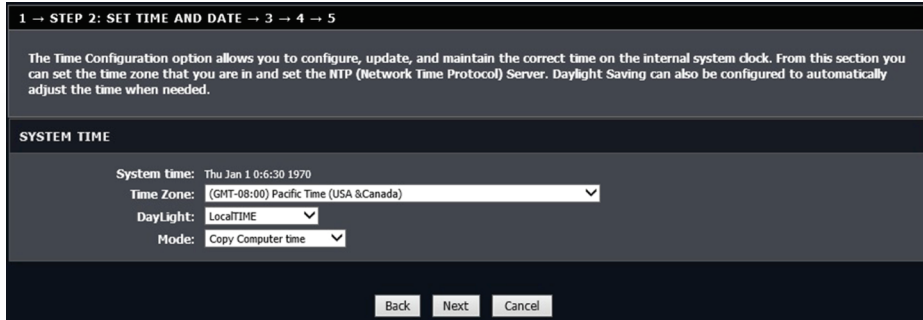 1 → STEP 2: SET TIME AND DATE → 3 → 4 → 5
The Time Configuration option allows you to configure, update, and maintain the correct time on the internal system clock. From this section you
can set the time zone that you are in and set the NTP (Network Time Protocol) Server. Daylight Saving can also be configured to automatically
adjust the time when needed.
SYSTEM TIME
System time: Thu Jan 1 0:6:30 1970
Time Zone: (GMT-08:00) Pacific Time (USA &Canada)
DayLight: LocalTIME
Mode: Copy Computer time
Back Next Cancel